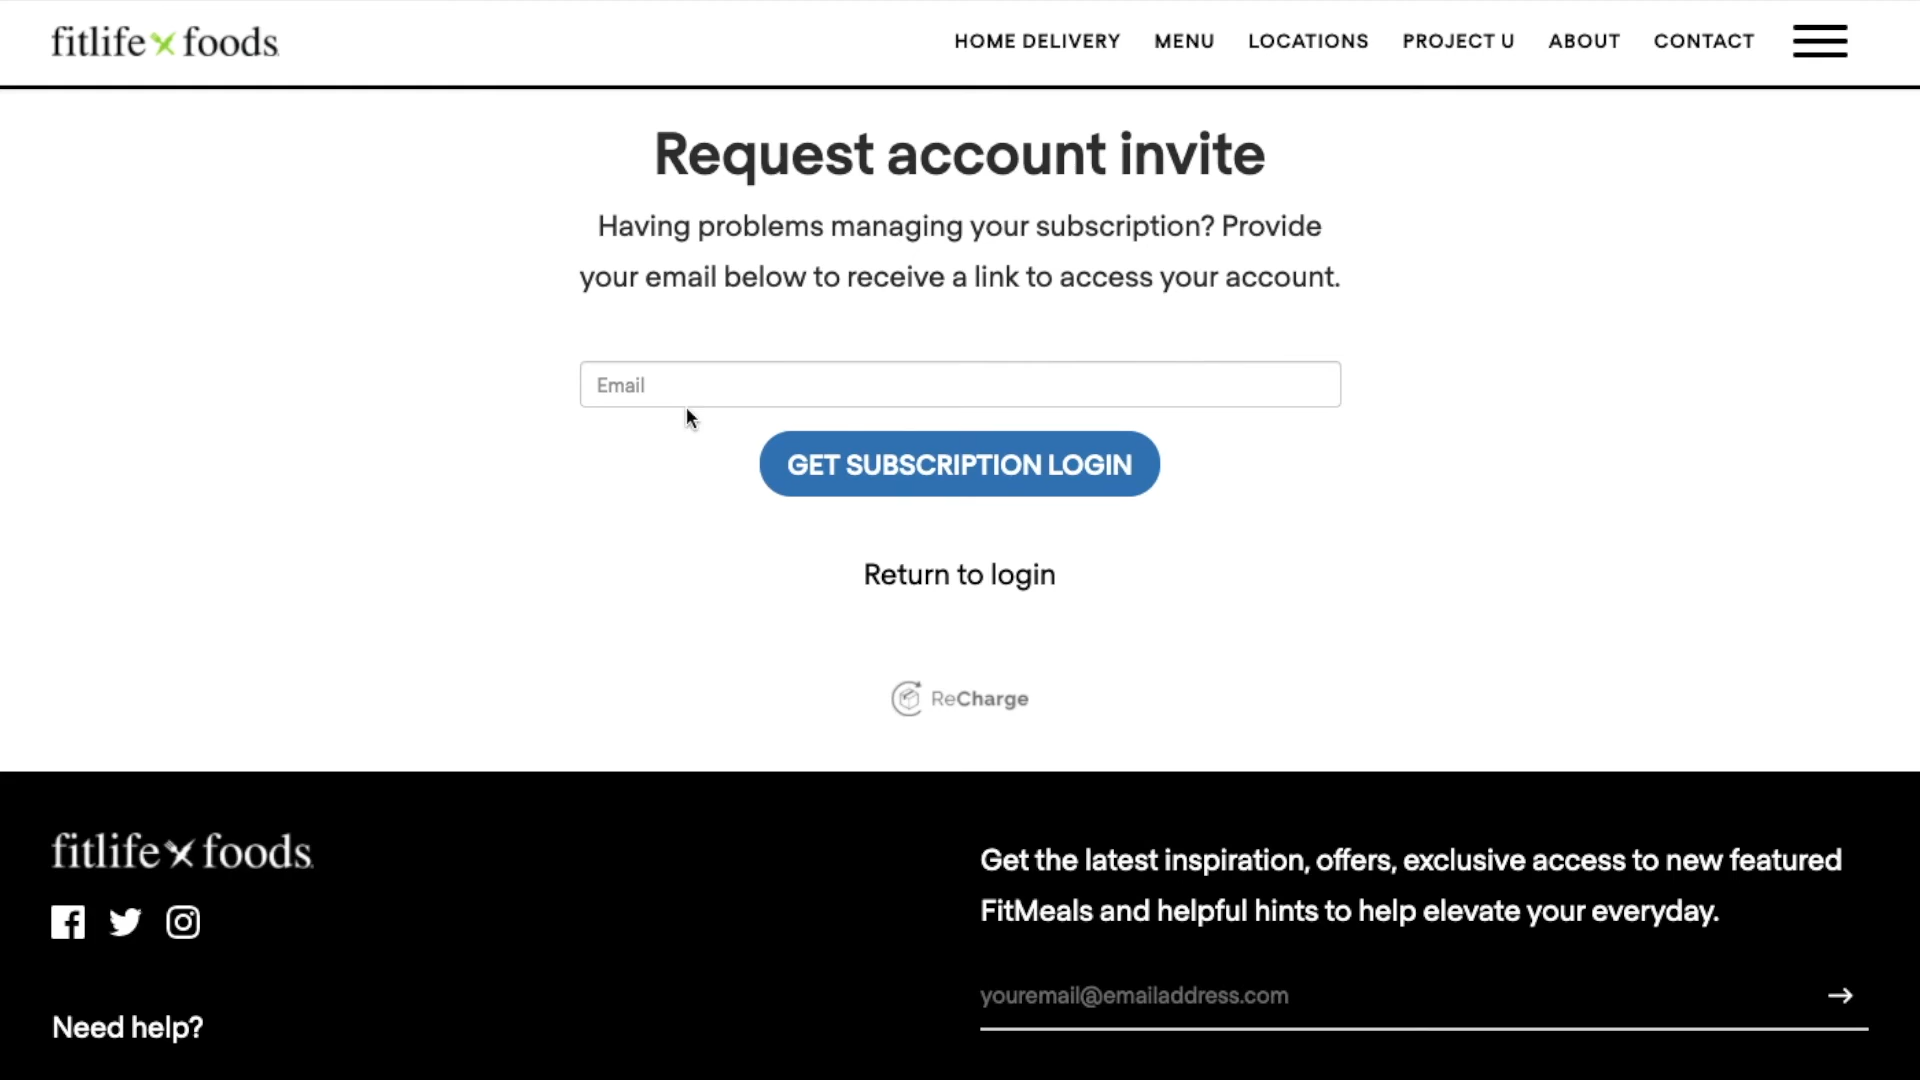 fitlife foods
HOME DELIVERY MENU LOCATIONS PROJECT U ABOUT CONTACT
Request account invite
Having problems managing your subscription? Provide
your email below to receive a link to access your account.
Email
GET SUBSCRIPTION LOGIN
Return to login
ReCharge
fitlife foods
Get the latest inspiration, offers, exclusive access to new featured
FitMeals and helpful hints to help elevate your everyday.
youremail@emailaddress.com
Need help?